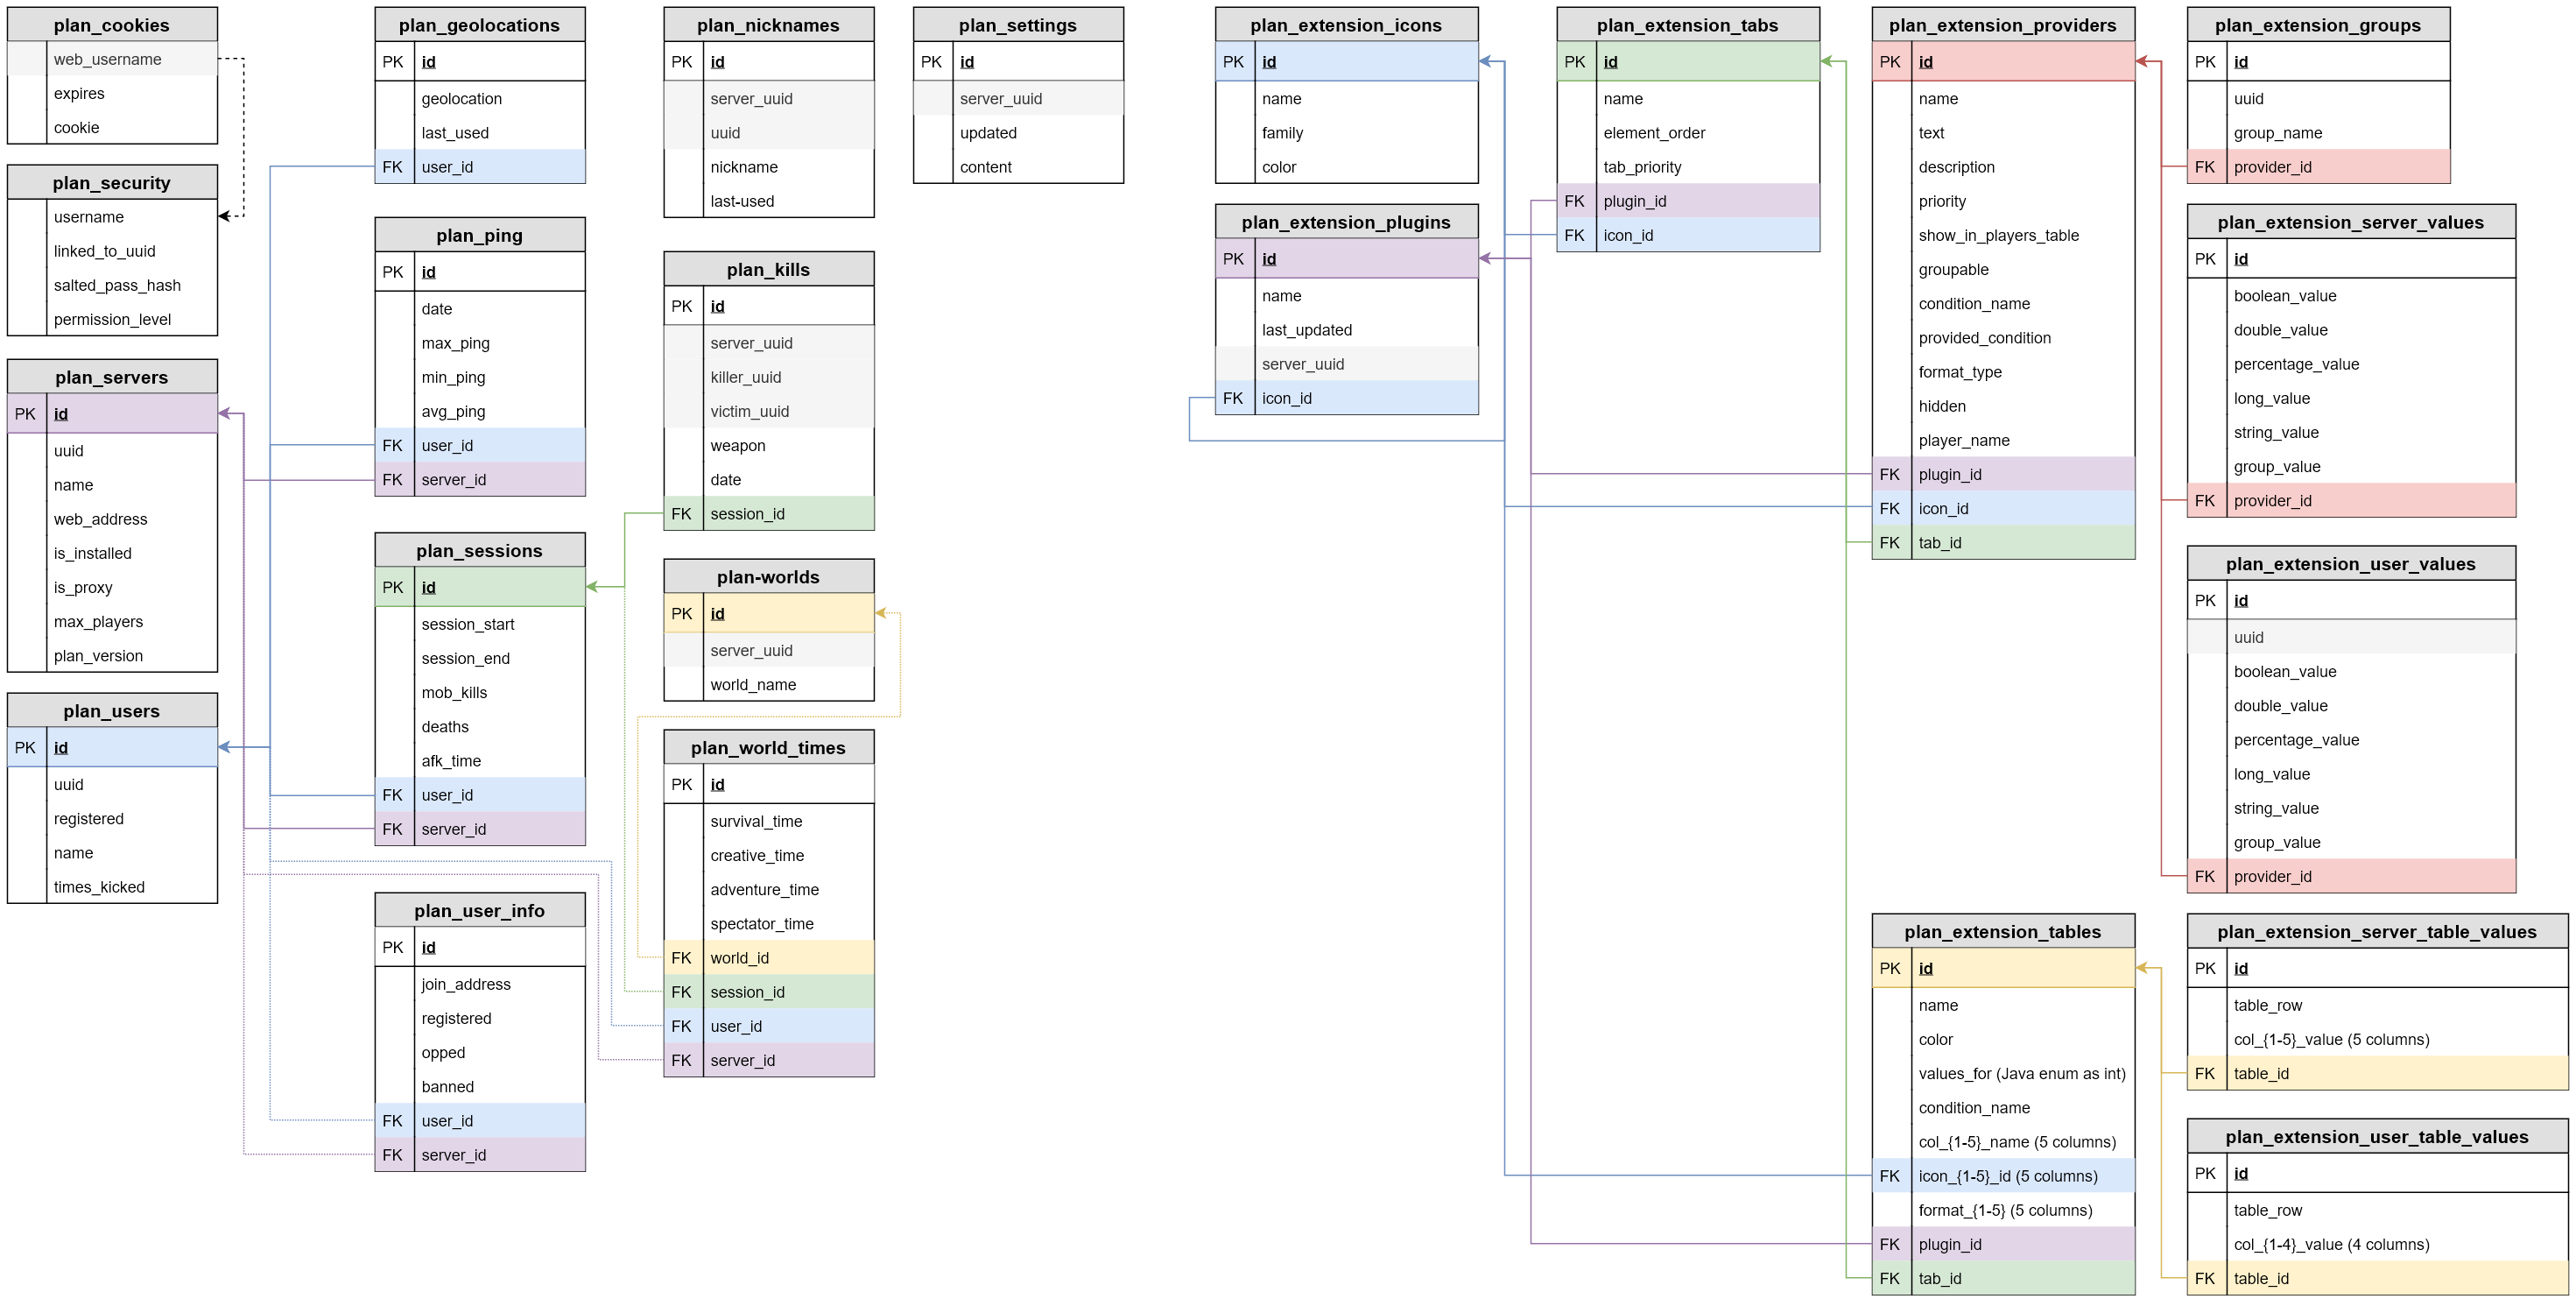 plan_cookies
web_username
expires
cookie
plan_security
username
linked_to_uuid
salted_pass_hash
permission_level
plan_servers
PK id
uuid
name
web_address
is_installed
is_proxy
max_players
plan_version
plan_users
PK id
uuid
registered
name
times_kicked
plan_geolocations
PK id
geolocation
last_used
FK user_id
plan_ping
PK id
date
max_ping
min_ping
avg_ping
FK user_id
FK server_id
plan_sessions
PK id
session_start
session_end
mob_kills
deaths
afk_time
FK user_id
FK server_id
plan_user_info
PK id
join_address
registered
opped
banned
FK user_id
FK server_id
plan_nicknames
PK id
server_uuid
uuid
nickname
last-used
plan_kills
PK id
server_uuid
killer_uuid
victim_uuid
weapon
date
FK session_id
plan-worlds
PK id
server_uuid
world_name
plan_world_times
PK id
survival_time
creative_time
adventure_time
spectator_time
FK world_id
FK session_id
FK user_id
FK server_id
plan_settings
PK id
server_uuid
updated
content
plan_extension_icons
PK id
name
family
color
plan_extension_plugins
PK id
name
last_updated
server_uuid
FK icon_id
plan_extension_tabs
PK id
name
element_order
tab_priority
FK plugin_id
FK icon_id
plan_extension_providers
PK id
name
text
description
priority
show_in_players_table
groupable
condition_name
provided_condition
format_type
hidden
player_name
FK plugin_id
FK icon_id
FK tab_id
plan_extension_tables
PK id
name
color
values_for (Java enum as int)
condition_name
col_{1-5}_name (5 columns)
FK icon_{1-5}_id (5 columns)
format_{1-5} (5 columns)
FK plugin_id
FK tab_id
plan_extension_groups
PK id
uuid
group_name
FK provider_id
plan_extension_server_values
PK id
boolean_value
double_value
percentage_value
long_value
string_value
group_value
FK provider_id
plan_extension_user_values
PK id
uuid
boolean_value
double_value
percentage_value
long_value
string_value
group_value
FK provider_id
plan_extension_server_table_values
PK id
table_row
col_{1-5}_value (5 columns)
FK table_id
plan_extension_user_table_values
PK id
table_row
col_{1-4}_value (4 columns)
FK table_id